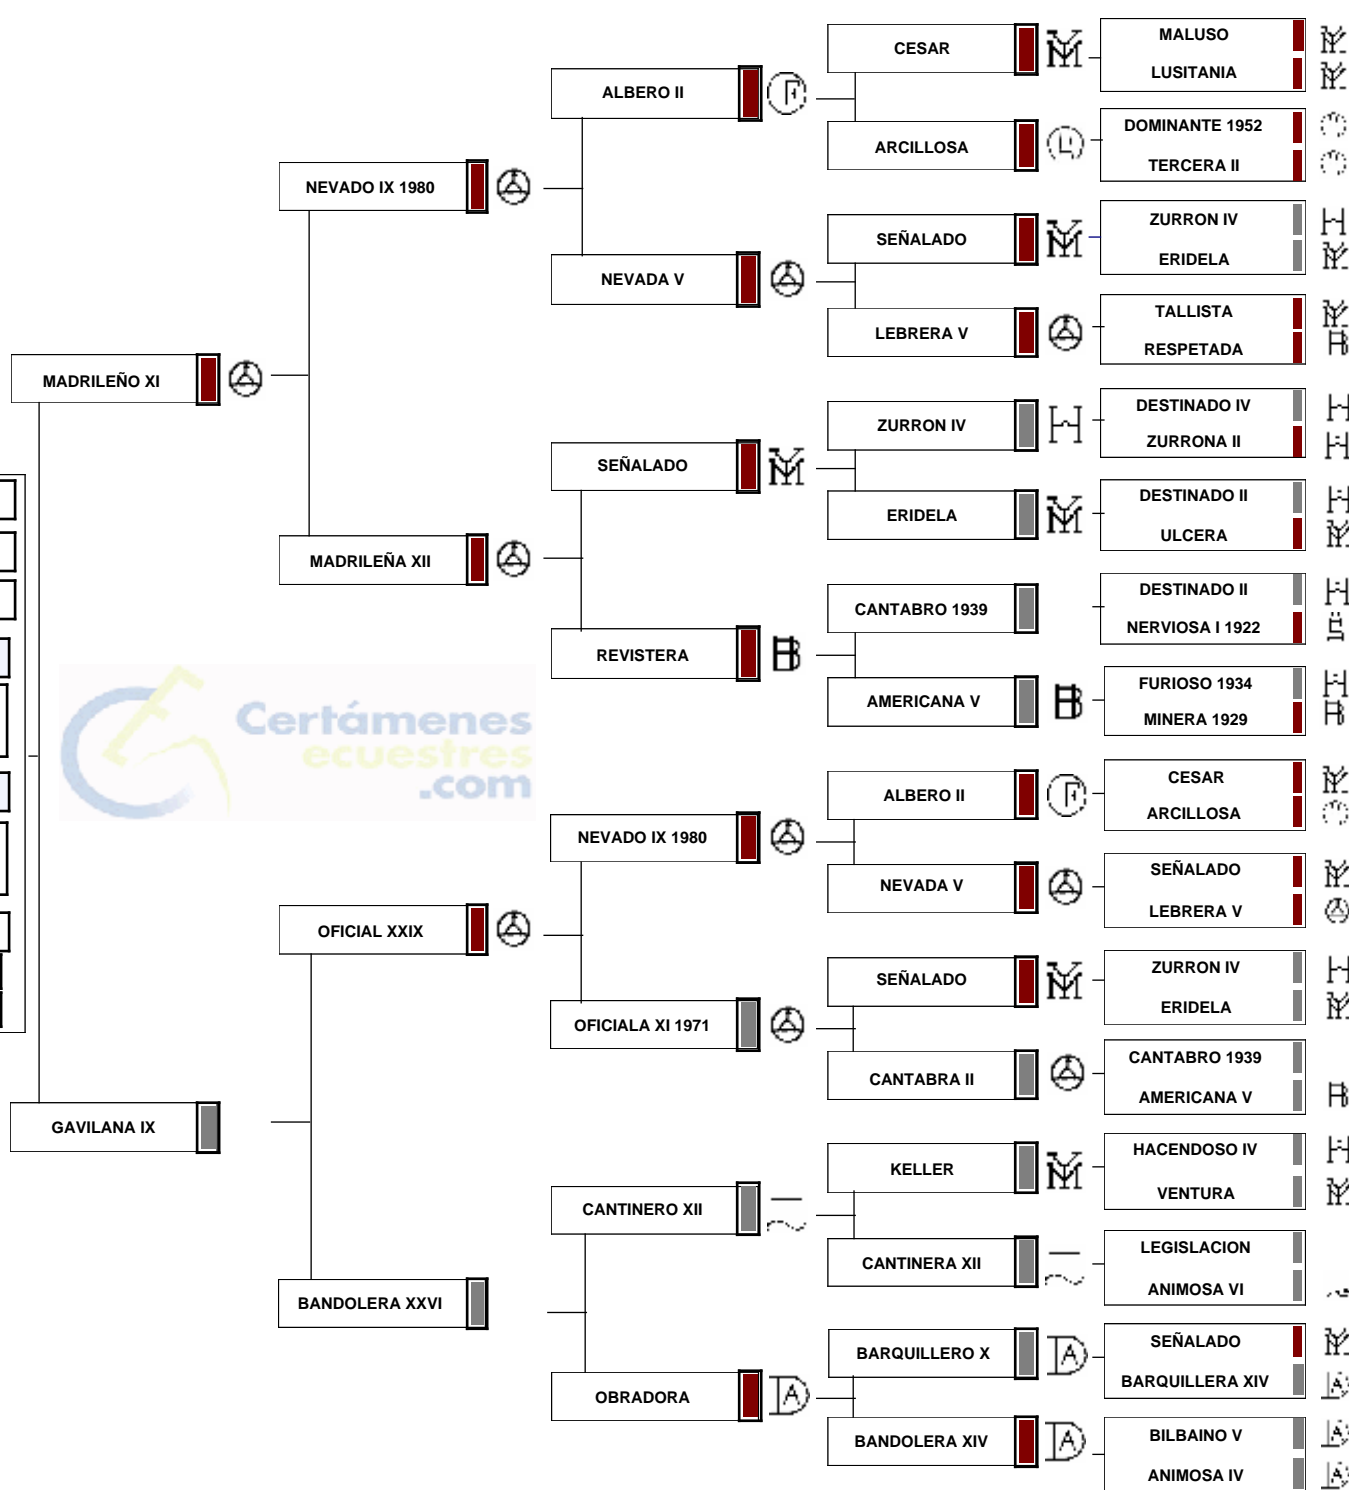 MADRILEÑO XI
GAVILANA IX
NEVADO IX 1980
MADRILEÑA XII
OFICIAL XXIX
BANDOLERA XXVI
ALBERO II
NEVADA V
SEÑALADO
REVISTERA
NEVADO IX 1980
OFICIALA XI 1971
CANTINERO XII
OBRADORA
CESAR
ARCILLOSA
SEÑALADO
LEBRERA V
ZURRON IV
ERIDELA
CANTABRO 1939
AMERICANA V
ALBERO II
NEVADA V
SEÑALADO
CANTABRA II
KELLER
CANTINERA XII
BARQUILLERO X
BANDOLERA XIV
MALUSO
LUSITANIA
DOMINANTE 1952
TERCERA II
ZURRON IV
ERIDELA
TALLISTA
RESPETADA
DESTINADO IV
ZURRONA II
DESTINADO II
ULCERA
DESTINADO II
NERVIOSA I 1922
FURIOSO 1934
MINERA 1929
CESAR
ARCILLOSA
SEÑALADO
LEBRERA V
ZURRON IV
ERIDELA
CANTABRO 1939
AMERICANA V
HACENDOSO IV
VENTURA
LEGISLACION
ANIMOSA VI
SEÑALADO
BARQUILLERA XIV
BILBAINO V
ANIMOSA IV
Certámenes
ecuestres
.com